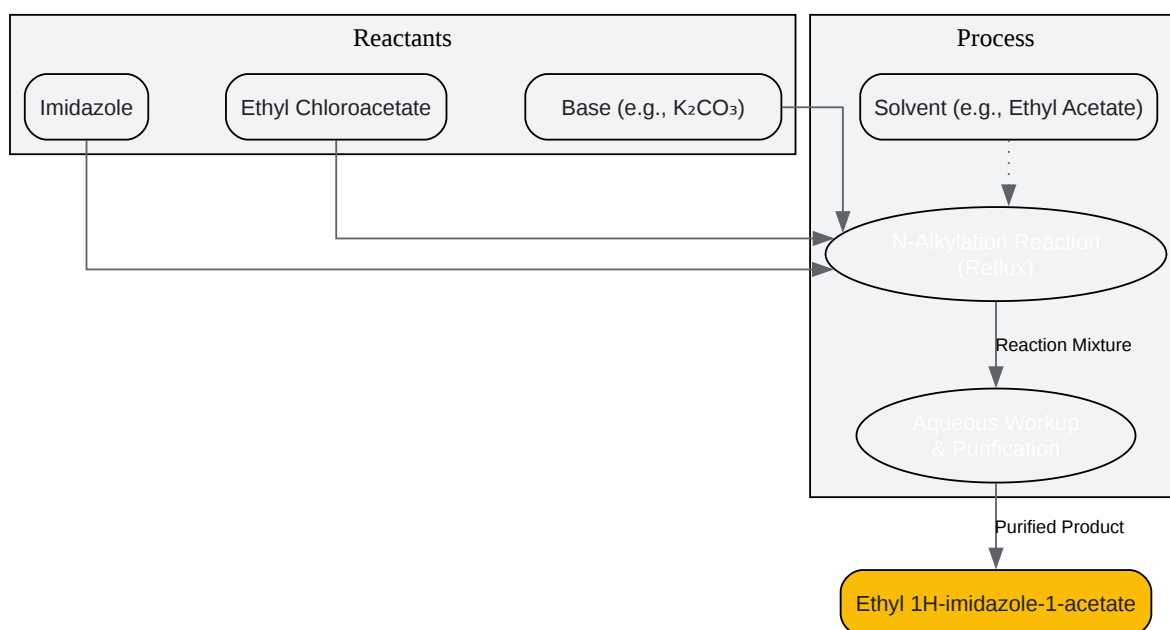 Reactants
Process
Imidazole
Ethyl Chloroacetate
Base (e.g., K₂CO₃)
Solvent (e.g., Ethyl Acetate)
N-Alkylation Reaction
(Reflux)
Reaction Mixture
Aqueous Workup
& Purification
Purified Product
Ethyl 1H-imidazole-1-acetate